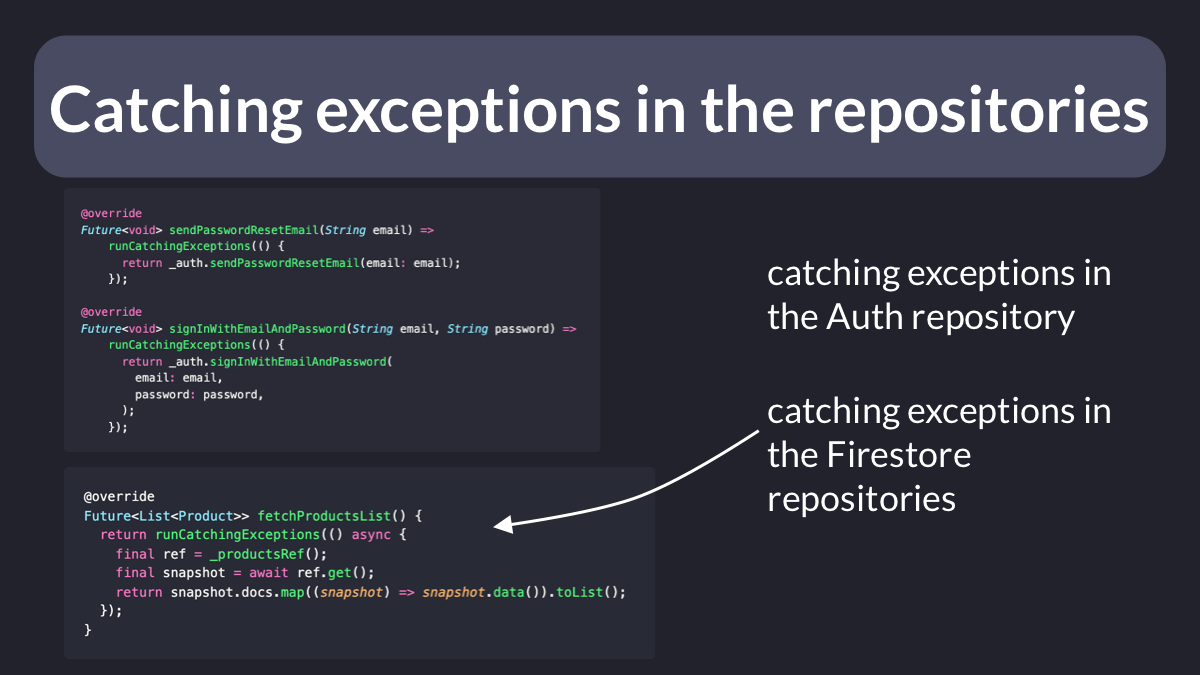 Catching exceptions in the repositories
@override
Future<void> sendPasswordResetEmail(String email) =>
    runCatchingExceptions(() {
      return _auth.sendPasswordResetEmail(email: email);
    });
@override
Future<void> signInWithEmailAndPassword(String email, String password) =>
    runCatchingExceptions(() {
      return _auth.signInWithEmailAndPassword(
        email: email,
        password: password,
      );
    });
catching exceptions in
the Auth repository
catching exceptions in
the Firestore
repositories
@override
Future<List<Product>> fetchProductsList() {
  return runCatchingExceptions(() async {
    final ref = _productsRef();
    final snapshot = await ref.get();
    return snapshot.docs.map((snapshot) => snapshot.data()).toList();
  });
}